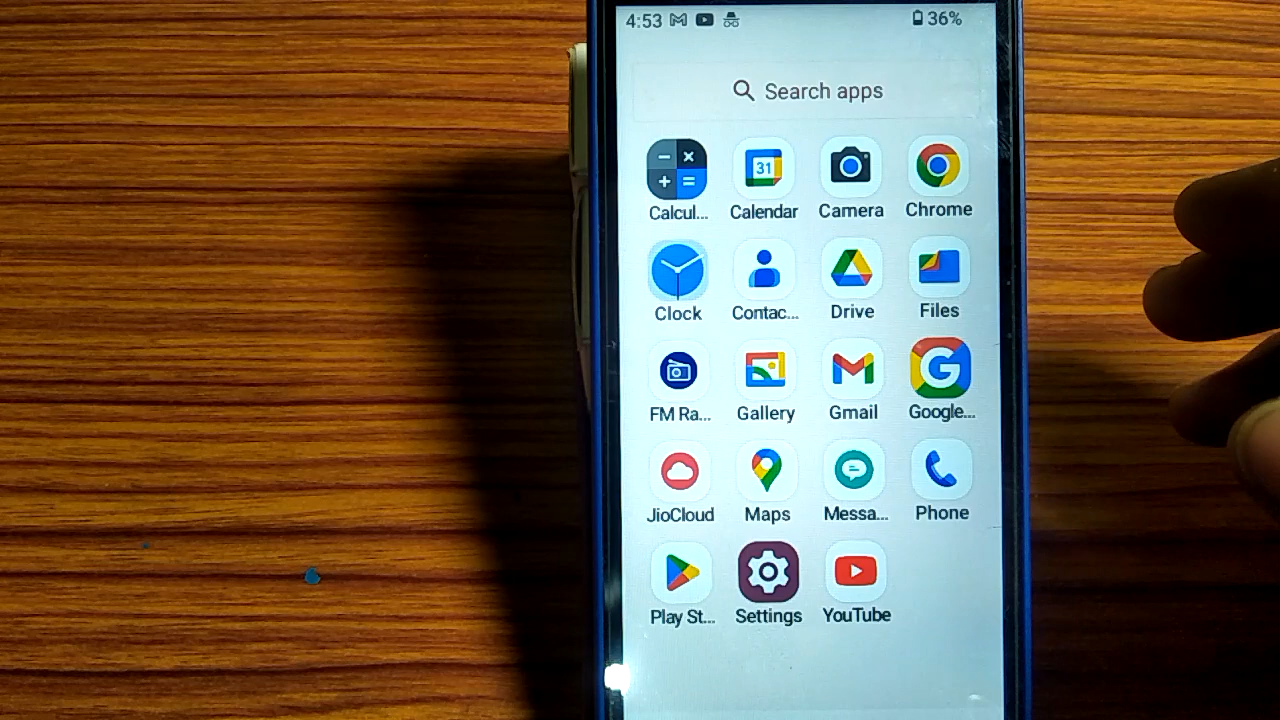 4:53 36%
Search apps
31
Calcul... Calendar Camera Chrome
Clock Contac... Drive Files
FM Ra... Gallery Gmail Google...
JioCloud Maps Messa... Phone
Play St... Settings YouTube